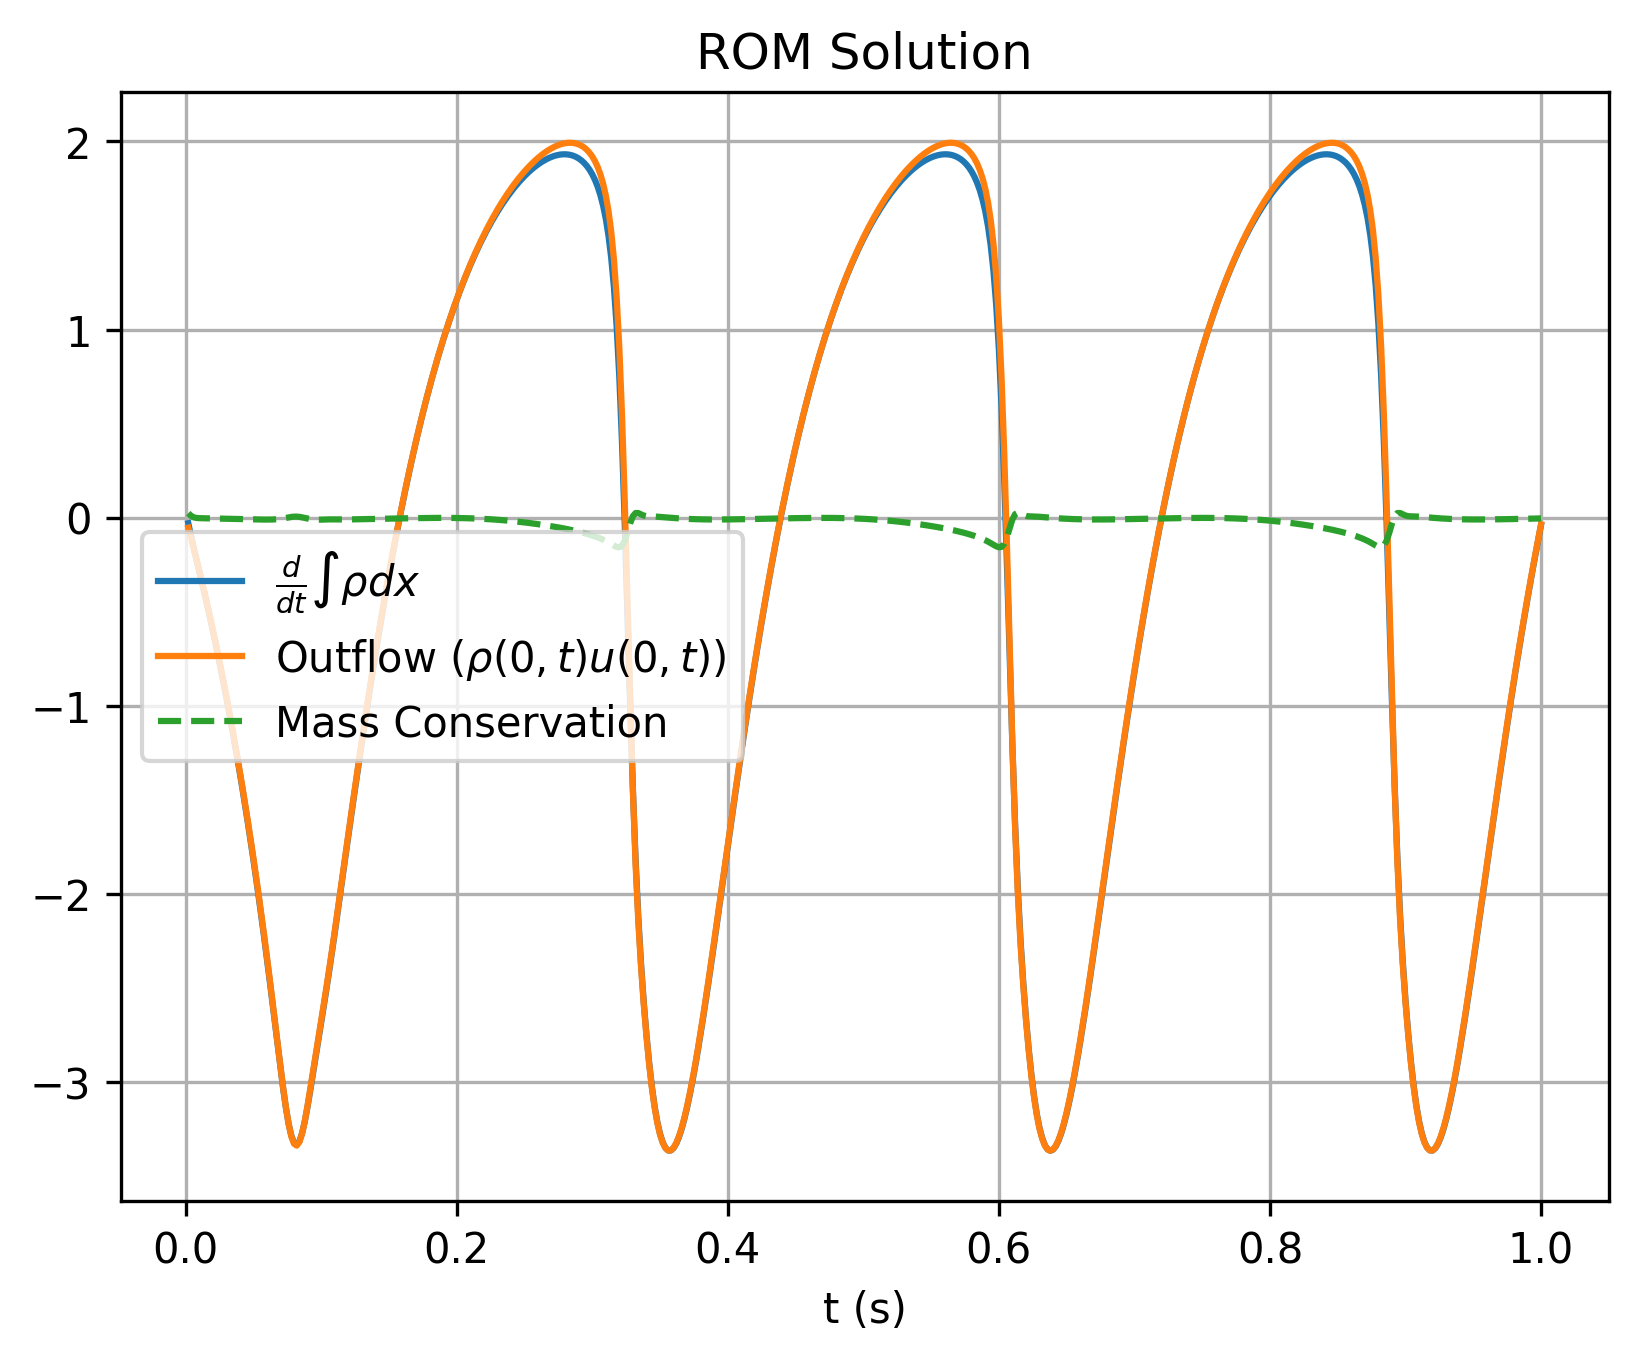 ROM Solution
2
1
0
−1
−2
−3
d/dt ∫ρdx
Outflow (ρ(0, t)u(0, t))
Mass Conservation
0.0 0.2 0.4 0.6 0.8 1.0
t (s)